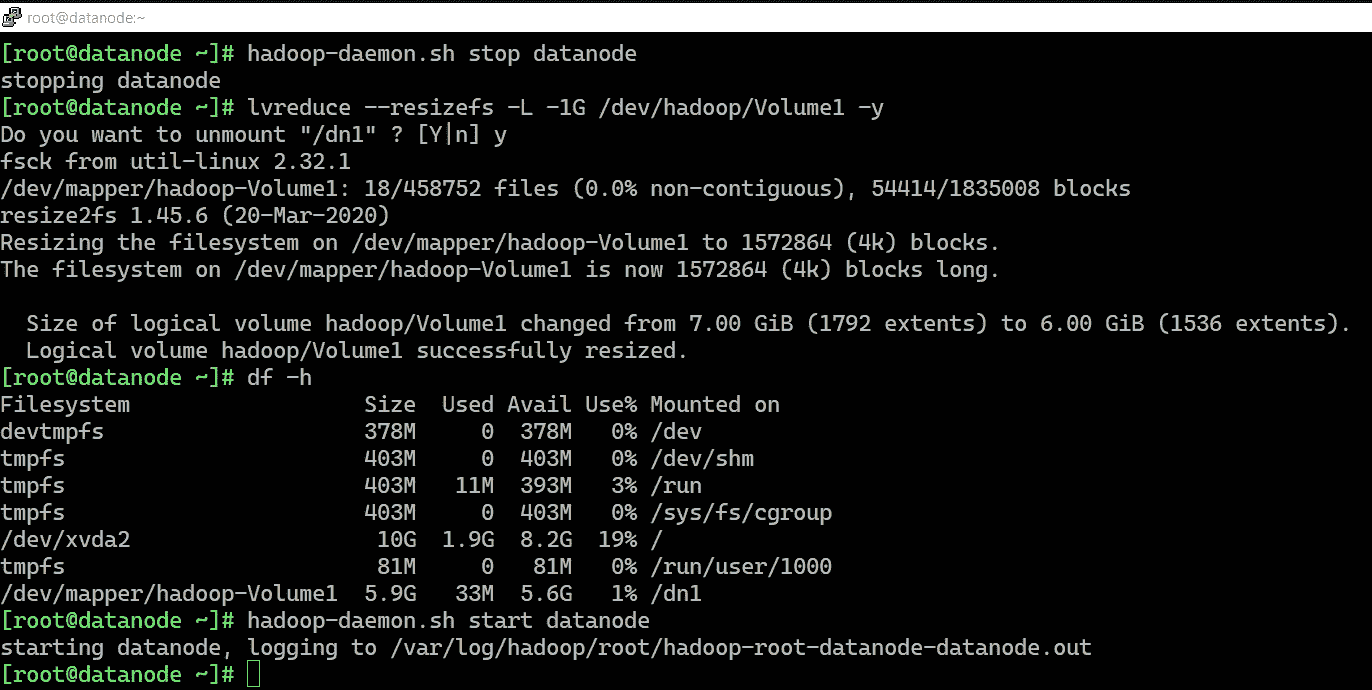 root@datanode:~
[root@datanode ~]# hadoop-daemon.sh stop datanode
stopping datanode
[root@datanode ~]# lvreduce --resizefs -L -1G /dev/hadoop/Volume1 -y
Do you want to unmount "/dn1" ? [Y|n] y
fsck from util-linux 2.32.1
/dev/mapper/hadoop-Volume1: 18/458752 files (0.0% non-contiguous), 54414/1835008 blocks
resize2fs 1.45.6 (20-Mar-2020)
Resizing the filesystem on /dev/mapper/hadoop-Volume1 to 1572864 (4k) blocks.
The filesystem on /dev/mapper/hadoop-Volume1 is now 1572864 (4k) blocks long.

  Size of logical volume hadoop/Volume1 changed from 7.00 GiB (1792 extents) to 6.00 GiB (1536 extents).
  Logical volume hadoop/Volume1 successfully resized.
[root@datanode ~]# df -h
Filesystem                  Size  Used Avail Use% Mounted on
devtmpfs                    378M     0  378M   0% /dev
tmpfs                       403M     0  403M   0% /dev/shm
tmpfs                       403M   11M  393M   3% /run
tmpfs                       403M     0  403M   0% /sys/fs/cgroup
/dev/xvda2                   10G  1.9G  8.2G  19% /
tmpfs                        81M     0   81M   0% /run/user/1000
/dev/mapper/hadoop-Volume1  5.9G   33M  5.6G   1% /dn1
[root@datanode ~]# hadoop-daemon.sh start datanode
starting datanode, logging to /var/log/hadoop/root/hadoop-root-datanode-datanode.out
[root@datanode ~]#